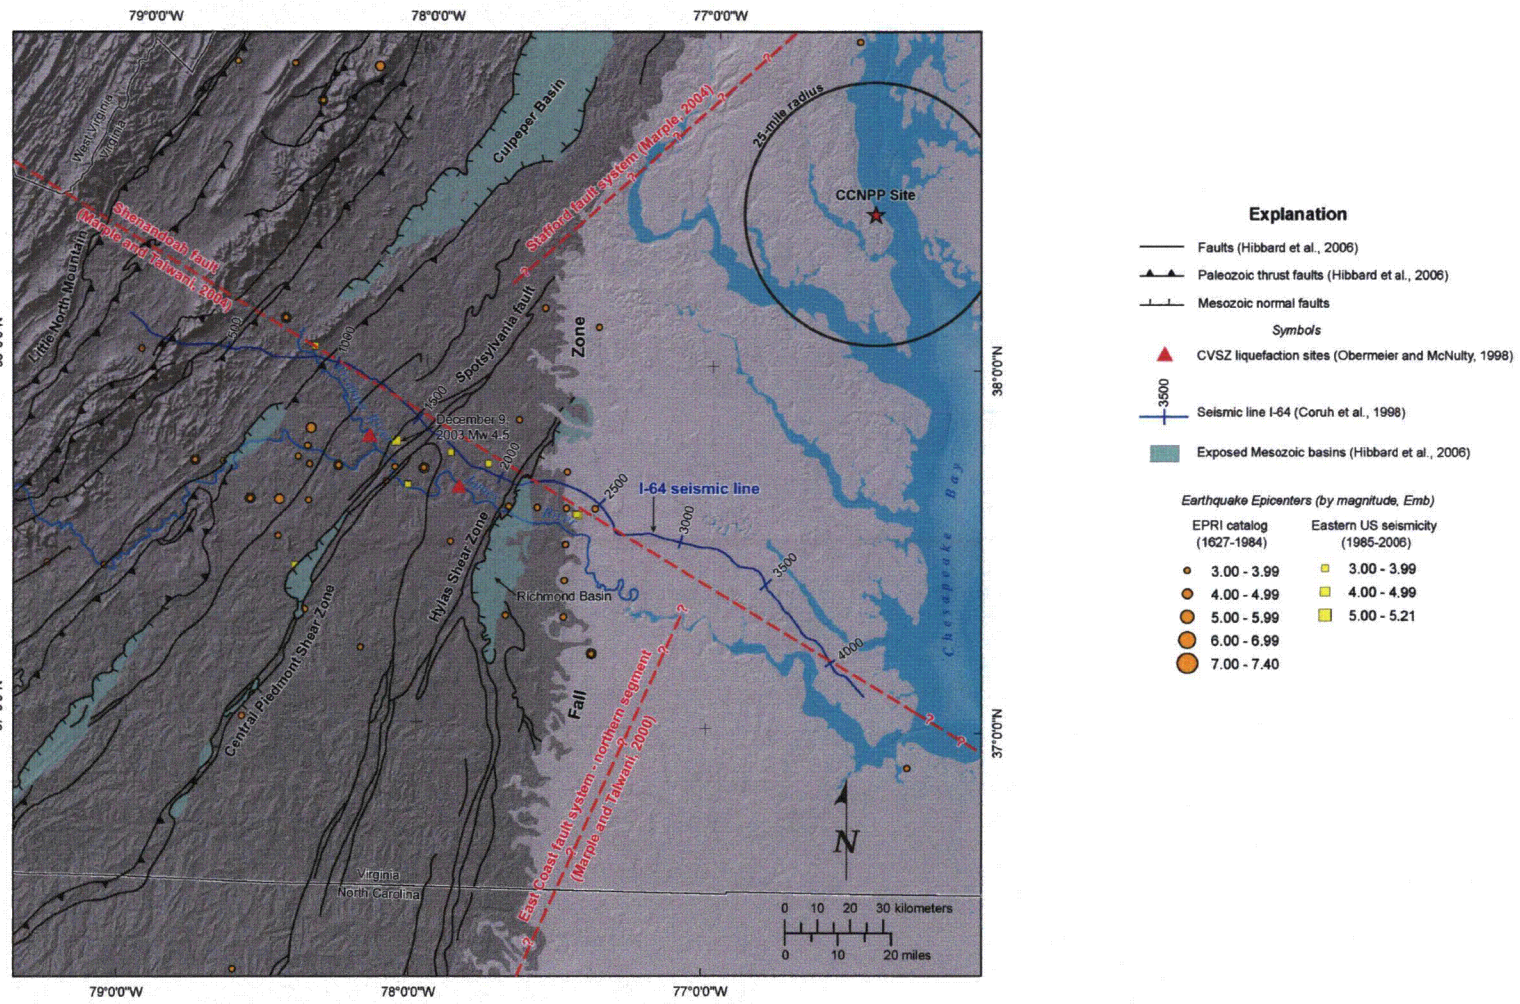 79°0'0"W
78°0'0"W
77°0'0"W
West Virginia
Virginia
Culpeper Basin
Stafford fault system (Marple, 2004)
?
?
?
?
?
25-mile radius
CCNPP Site
Shenandoah fault
(Marple and Talwani, 2004)
Little North Mountain
500
1000
1500
2000
2500
3000
3500
4000
Spotsylvania fault
Zone
38°0'0"N
December 9,
2003 Mw 4.5
I-64 seismic line
Chesapeake Bay
Hylas Shear Zone
Richmond Basin
Central Piedmont Shear Zone
Fall
East Coast fault system - northern segment
(Marple and Talwani, 2000)
?
?
?
?
?
?
?
37°0'0"N
N
Virginia
North Carolina
0 10 20 30 kilometers
0 10 20 miles
79°0'0"W
78°0'0"W
77°0'0"W
Explanation
Faults (Hibbard et al., 2006)
Paleozoic thrust faults (Hibbard et al., 2006)
Mesozoic normal faults
Symbols
CVSZ liquefaction sites (Obermeier and McNulty, 1998)
3500
Seismic line I-64 (Coruh et al., 1998)
Exposed Mesozoic basins (Hibbard et al., 2006)
Earthquake Epicenters (by magnitude, Emb)
EPRI catalog
(1627-1984)
3.00 - 3.99
4.00 - 4.99
5.00 - 5.99
6.00 - 6.99
7.00 - 7.40
Eastern US seismicity
(1985-2006)
3.00 - 3.99
4.00 - 4.99
5.00 - 5.21